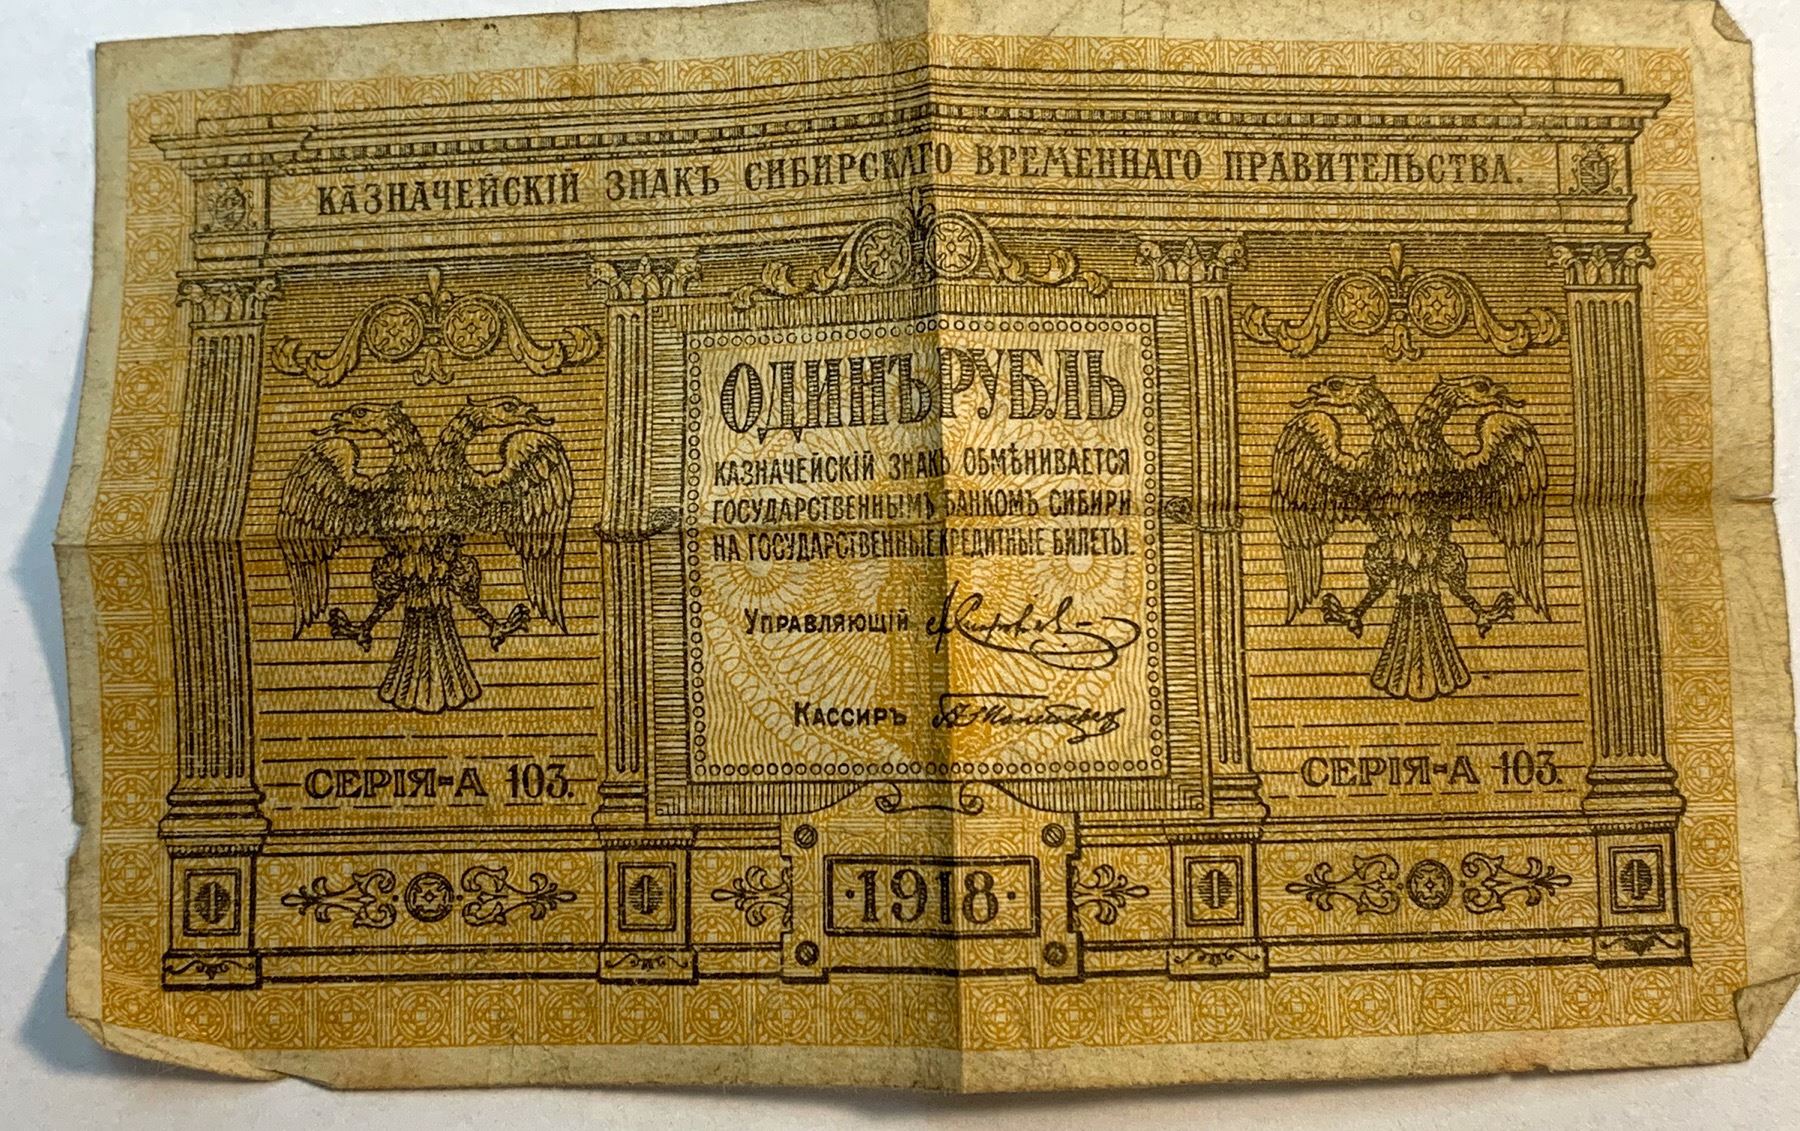 КАЗНАЧЕЙСКІЙ ЗНАКЪ СИБИРСКАГО ВРЕМЕННАГО ПРАВИТЕЛЬСТВА.
ОДИНЪ РУБЛЬ
КАЗНАЧЕЙСКІЙ ЗНАКЪ ОБМѢНИВАЕТСЯ
ГОСУДАРСТВЕННЫМЪ БАНКОМЪ СИБИРИ
НА ГОСУДАРСТВЕННЫЕ КРЕДИТНЫЕ БИЛЕТЫ.
УПРАВЛЯЮЩІЙ
КАССИРЪ
СЕРІЯ-А 103.
СЕРІЯ-А 103.
1 1 1 1
·1918·